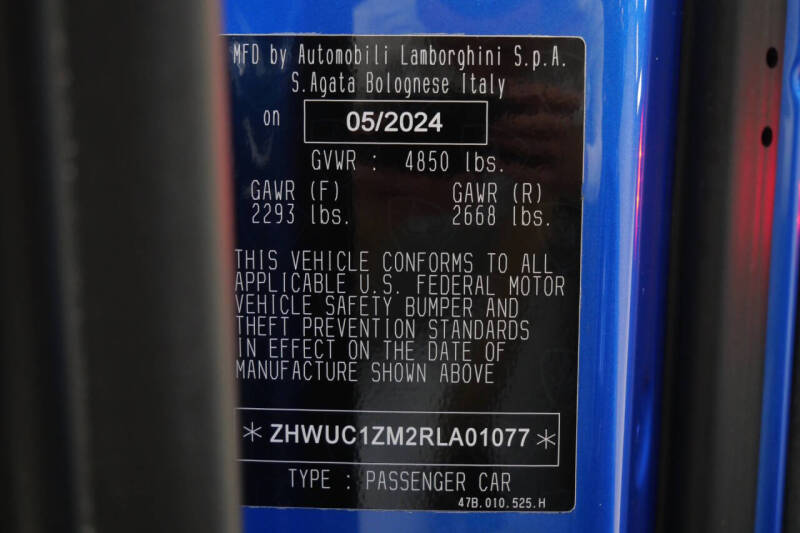 MFD by Automobili Lamborghini S.p.A.
S.Agata Bolognese Italy
on 05/2024
GVWR : 4850 lbs.
GAWR (F) GAWR (R)
2293 lbs. 2668 lbs.
THIS VEHICLE CONFORMS TO ALL
APPLICABLE U.S. FEDERAL MOTOR
VEHICLE SAFETY BUMPER AND
THEFT PREVENTION STANDARDS
IN EFFECT ON THE DATE OF
MANUFACTURE SHOWN ABOVE
*ZHWUC1ZM2RLA01077*
TYPE : PASSENGER CAR
47B.010.525.H